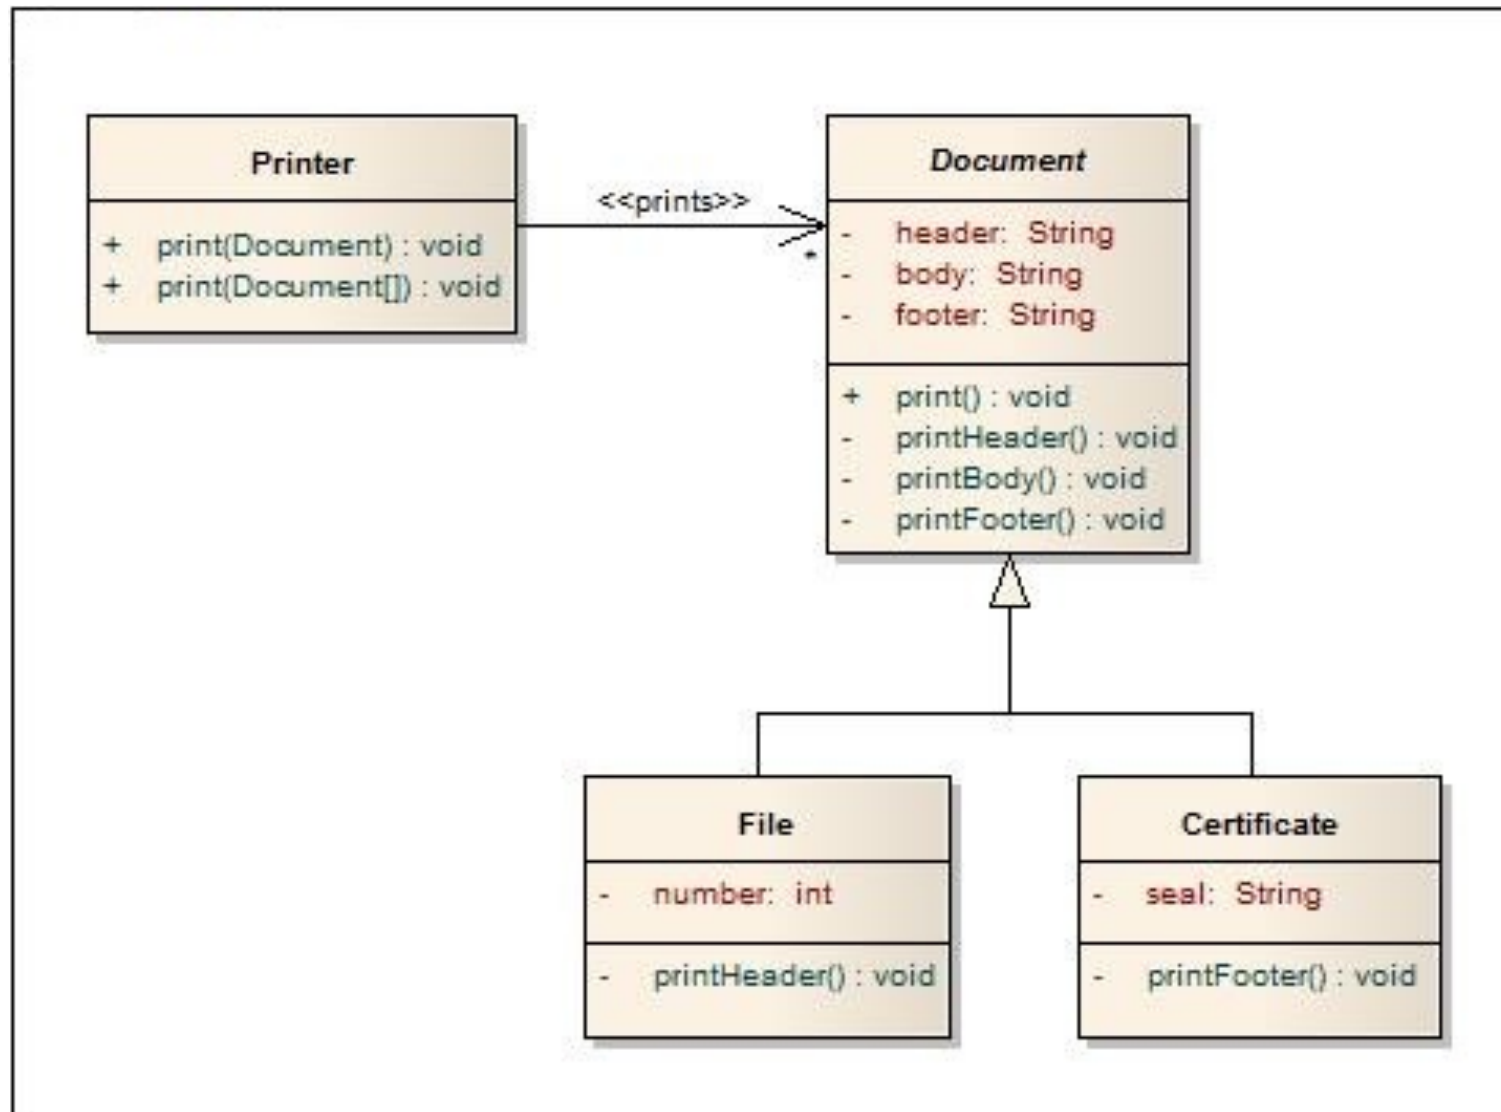 Printer
+ print(Document) : void
+ print(Document[]) : void
<<prints>>
*
Document
- header: String
- body: String
- footer: String
+ print() : void
- printHeader() : void
- printBody() : void
- printFooter() : void
File
- number: int
- printHeader() : void
Certificate
- seal: String
- printFooter() : void